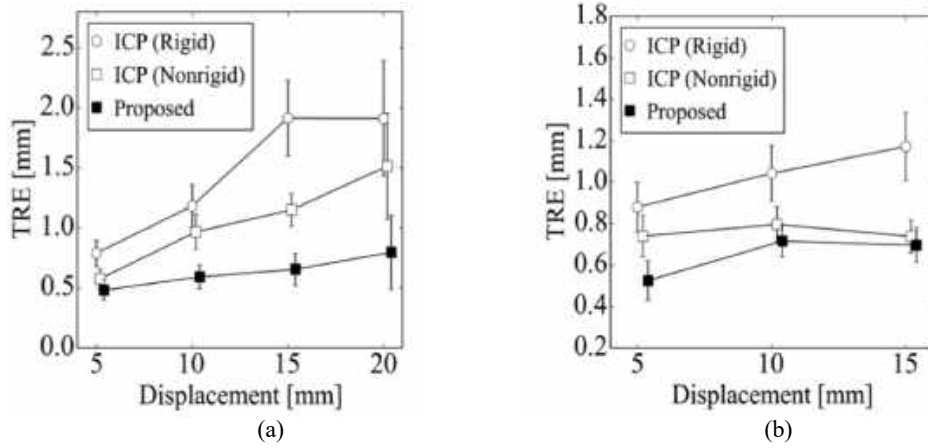 2.5
2.0
1.5
1.0
0.5
0.0
TRE [mm]
ICP (Rigid)
ICP (Nonrigid)
Proposed
5 10 15 20
Displacement [mm]
(a)
1.8
1.6
1.4
1.2
1.0
0.8
0.6
0.4
0.2
TRE [mm]
ICP (Rigid)
ICP (Nonrigid)
Proposed
5 10 15
Displacement [mm]
(b)